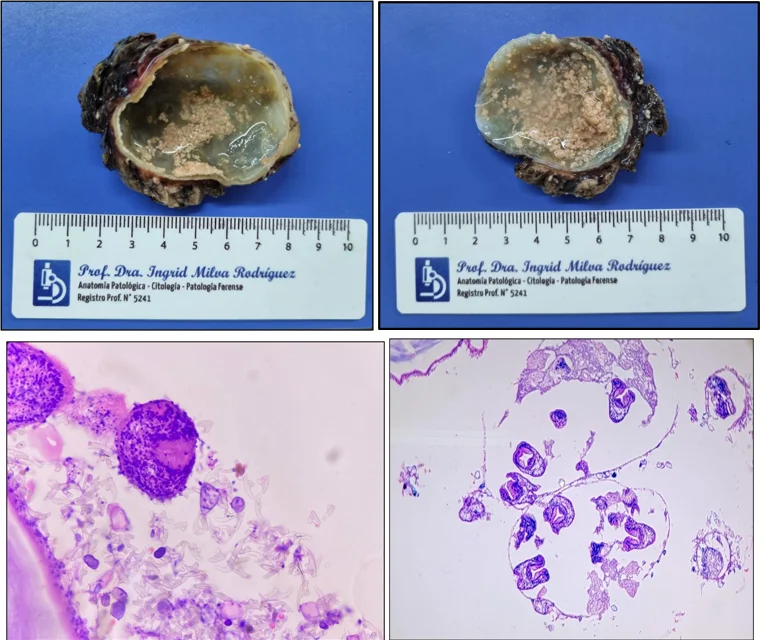 0 1 2 3 4 5 6 7 8 9 10
Prof. Dra. Ingrid Milva Rodríguez
Anatomía Patológica - Citología - Patología Forense
Registro Prof. N° 5241
0 1 2 3 4 5 6 7 8 9 10
Prof. Dra. Ingrid Milva Rodríguez
Anatomía Patológica - Citología - Patología Forense
Registro Prof. N° 5241